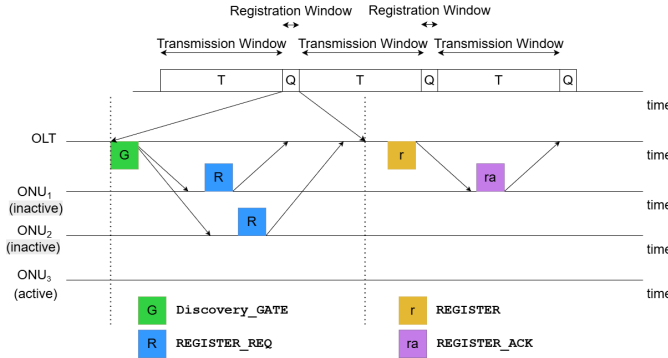 Registration Window Registration Window
Transmission Window Transmission Window Transmission Window
T Q T Q T Q
time
OLT time
G r
R ra
ONU1 time
(inactive)
R
ONU2 time
(inactive)
ONU3 time
(active)
G Discovery_GATE r REGISTER
R REGISTER_REQ ra REGISTER_ACK